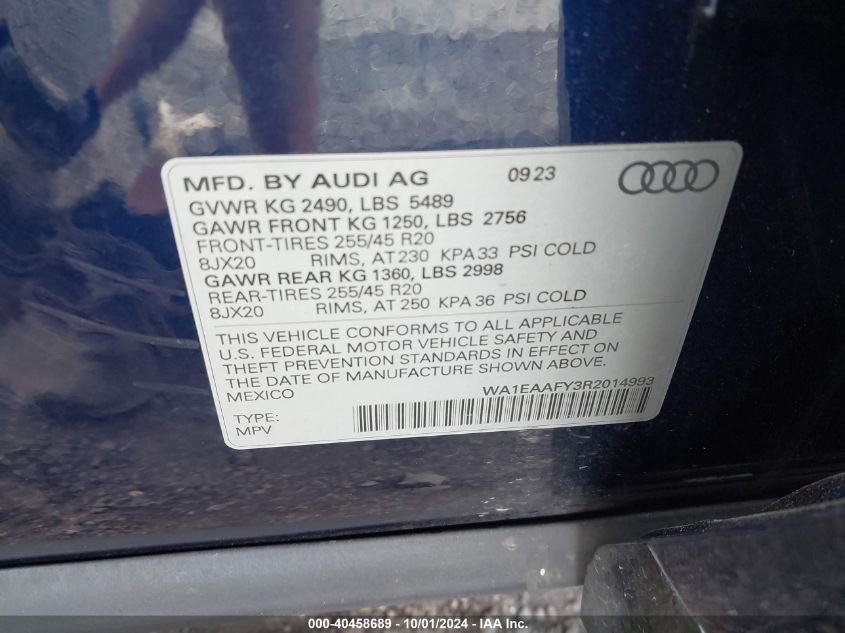 MFD. BY AUDI AG 09 23
GVWR KG 2490, LBS 5489
GAWR FRONT KG 1250, LBS 2756
FRONT-TIRES 255/45 R20
8JX20 RIMS, AT 230 KPA 33 PSI COLD
GAWR REAR KG 1360, LBS 2998
REAR-TIRES 255/45 R20
8JX20 RIMS, AT 250 KPA 36 PSI COLD
THIS VEHICLE CONFORMS TO ALL APPLICABLE
U.S. FEDERAL MOTOR VEHICLE SAFETY AND
THEFT PREVENTION STANDARDS IN EFFECT ON
THE DATE OF MANUFACTURE SHOWN ABOVE.
MEXICO WA1EAAFY3R2014993
TYPE:
MPV
000-40458689 - 10/01/2024 - IAA Inc.